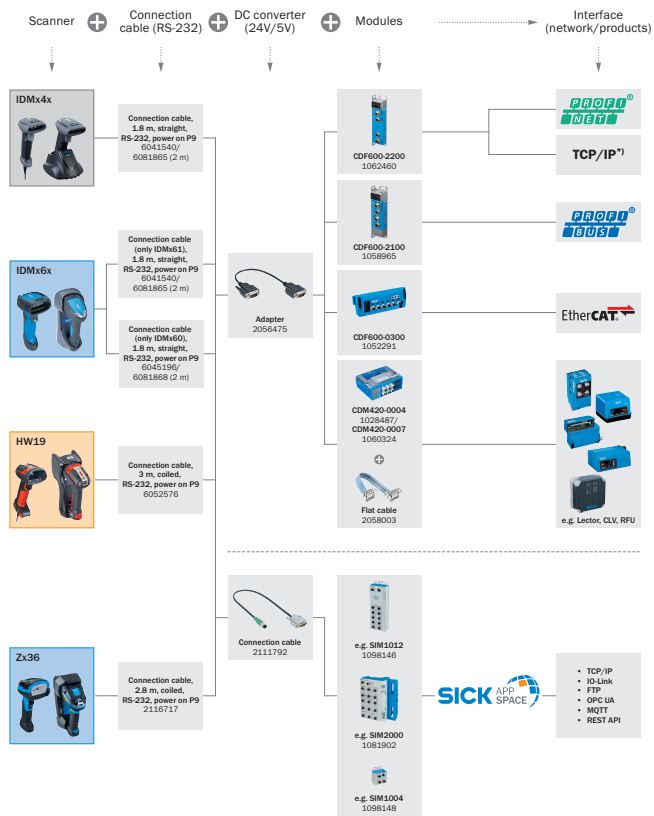 Scanner
Connection
cable (RS-232)
DC converter
(24V/5V)
Modules
Interface
(network/products)
IDMx4x
Connection cable,
1.8 m, straight,
RS-232, power on P9
6041540/
6081865 (2 m)
CDF600-2200
1062460
PROFI
NET
TCP/IP*)
IDMx6x
Connection cable
(only IDMx61),
1.8 m, straight,
RS-232, power on P9
6041540/
6081865 (2 m)
Connection cable
(only IDMx60),
1.8 m, straight,
RS-232, power on P9
6045196/
6081868 (2 m)
Adapter
2056475
CDF600-2100
1058965
PROFI
BUS
CDF600-0300
1052291
EtherCAT®
CDM420-0004
1028487/
CDM420-0007
1060324
Flat cable
2058003
e.g. Lector, CLV, RFU
HW19
Connection cable,
3 m, coiled,
RS-232, power on P9
6052576
Zx36
Connection cable,
2.8 m, coiled,
RS-232, power on P9
2116717
Connection cable
2111792
e.g. SIM1012
1098146
e.g. SIM2000
1081902
e.g. SIM1004
1098148
SICK APP
SPACE
• TCP/IP
• IO-Link
• FTP
• OPC UA
• MQTT
• REST API